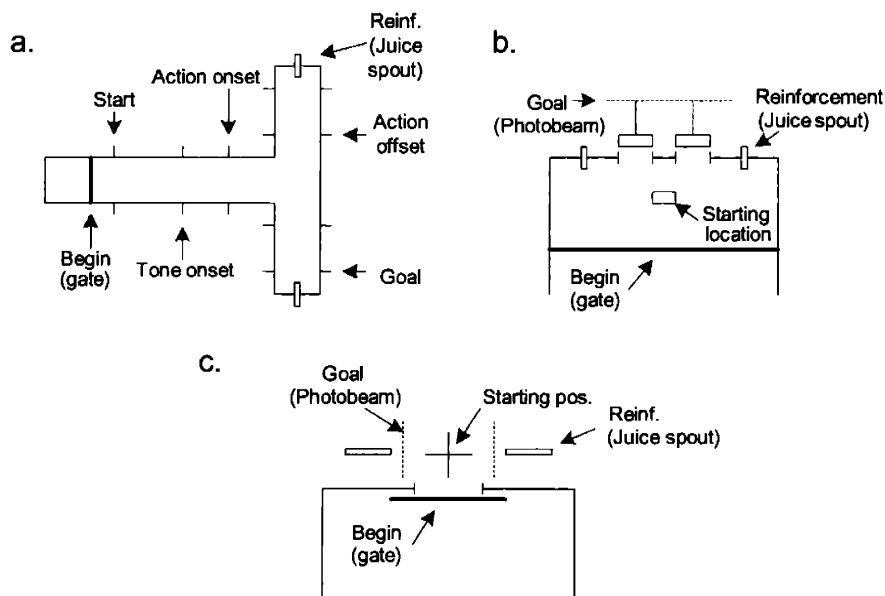 a.
Reinf.
(Juice
spout)
Action onset
Start
Action
offset
Begin
(gate)
Tone onset
Goal
b.
Goal
(Photobeam)
Reinforcement
(Juice spout)
Starting
location
Begin
(gate)
c.
Goal
(Photobeam)
Starting pos.
Reinf.
(Juice spout)
Begin
(gate)